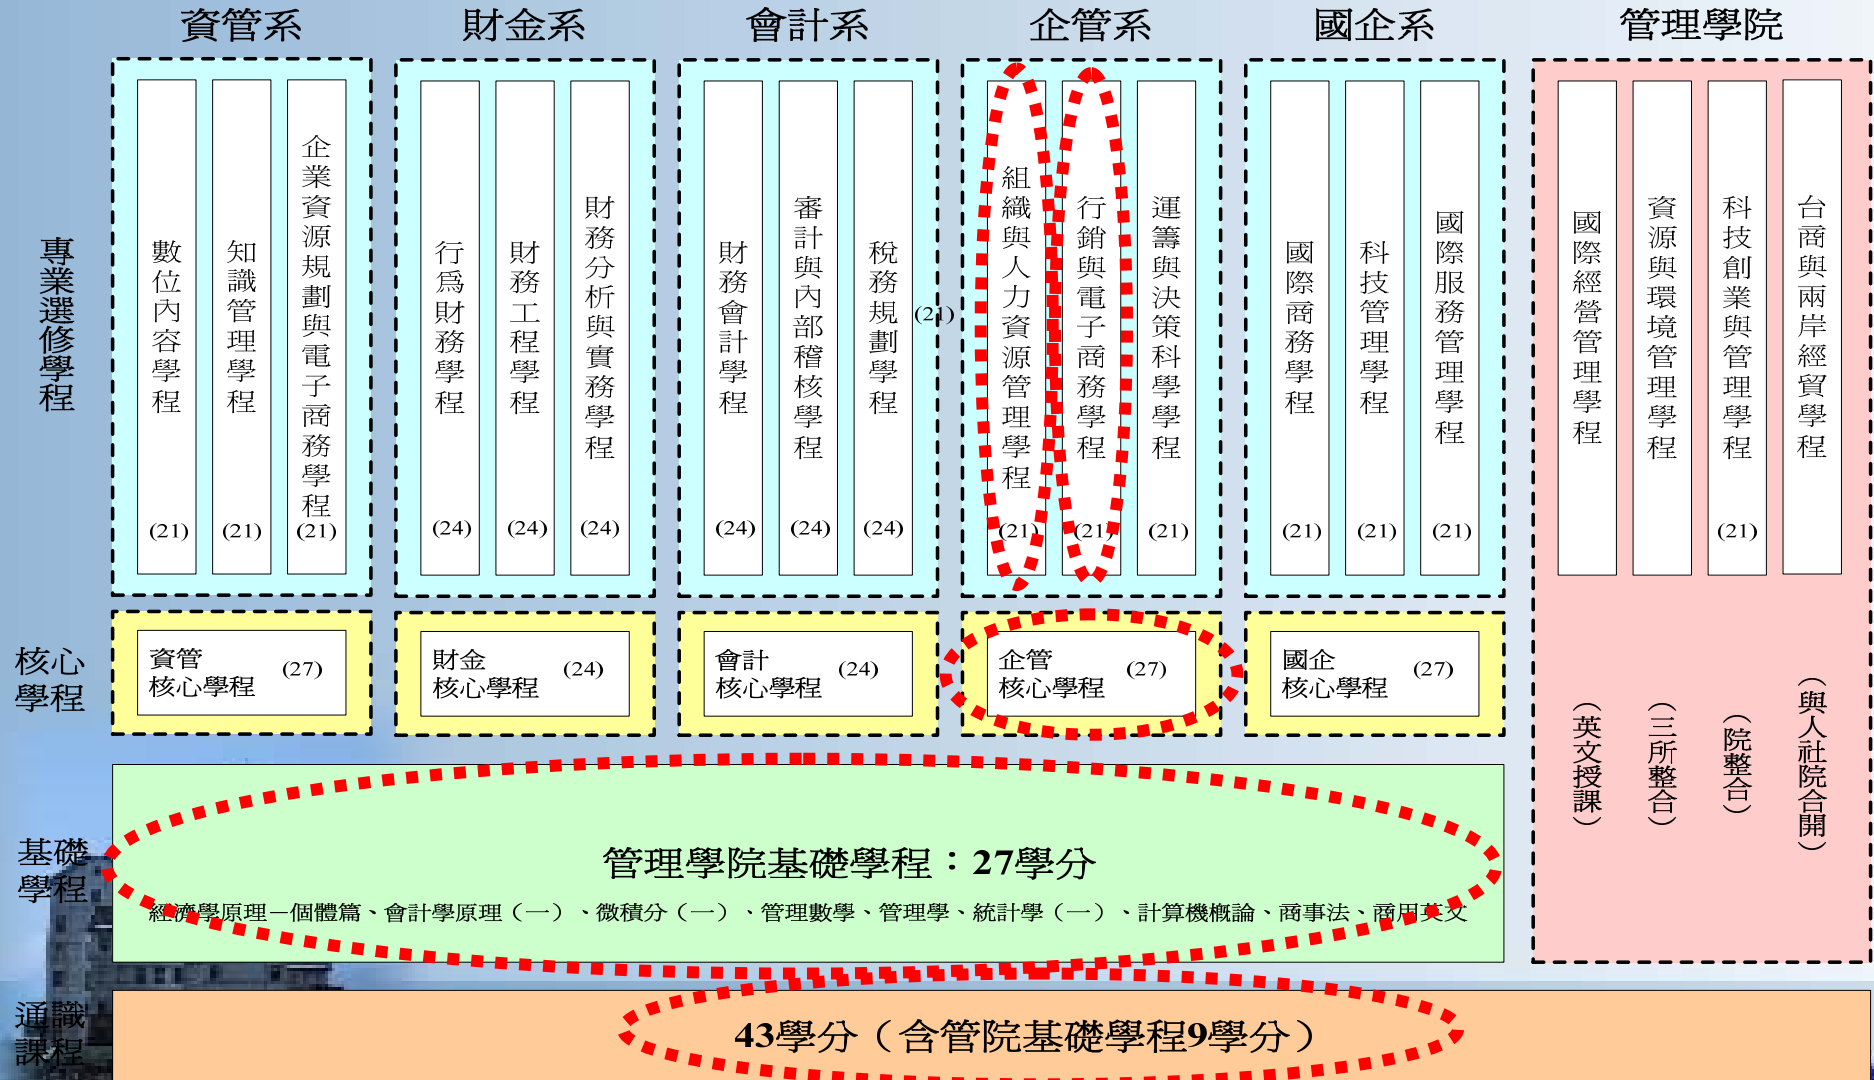 資管系
財金系
會計系
企管系
國企系
管理學院
專業選修學程
數位內容學程
(21)
知識管理學程
(21)
企業資源規劃與電子商務學程
(21)
行為財務學程
(24)
財務工程學程
(24)
財務分析與實務學程
(24)
財務會計學程
(24)
審計與內部稽核學程
(24)
稅務規劃學程
(24)
(21)
組織與人力資源管理學程
(21)
行銷與電子商務學程
(21)
運籌與決策科學學程
(21)
國際商務學程
(21)
科技管理學程
(21)
國際服務管理學程
(21)
國際經營管理學程
（英文授課）
資源與環境管理學程
（三所整合）
科技創業與管理學程
(21)
（院整合）
台商與兩岸經貿學程
（與人社院合開）
核心
學程
資管
核心學程
(27)
財金
核心學程
(24)
會計
核心學程
(24)
企管
核心學程
(27)
國企
核心學程
(27)
基礎
學程
管理學院基礎學程：27學分
經濟學原理－個體篇、會計學原理（一）、微積分（一）、管理數學、管理學、統計學（一）、計算機概論、商事法、商用英文
通識
課程
43學分（含管院基礎學程9學分）